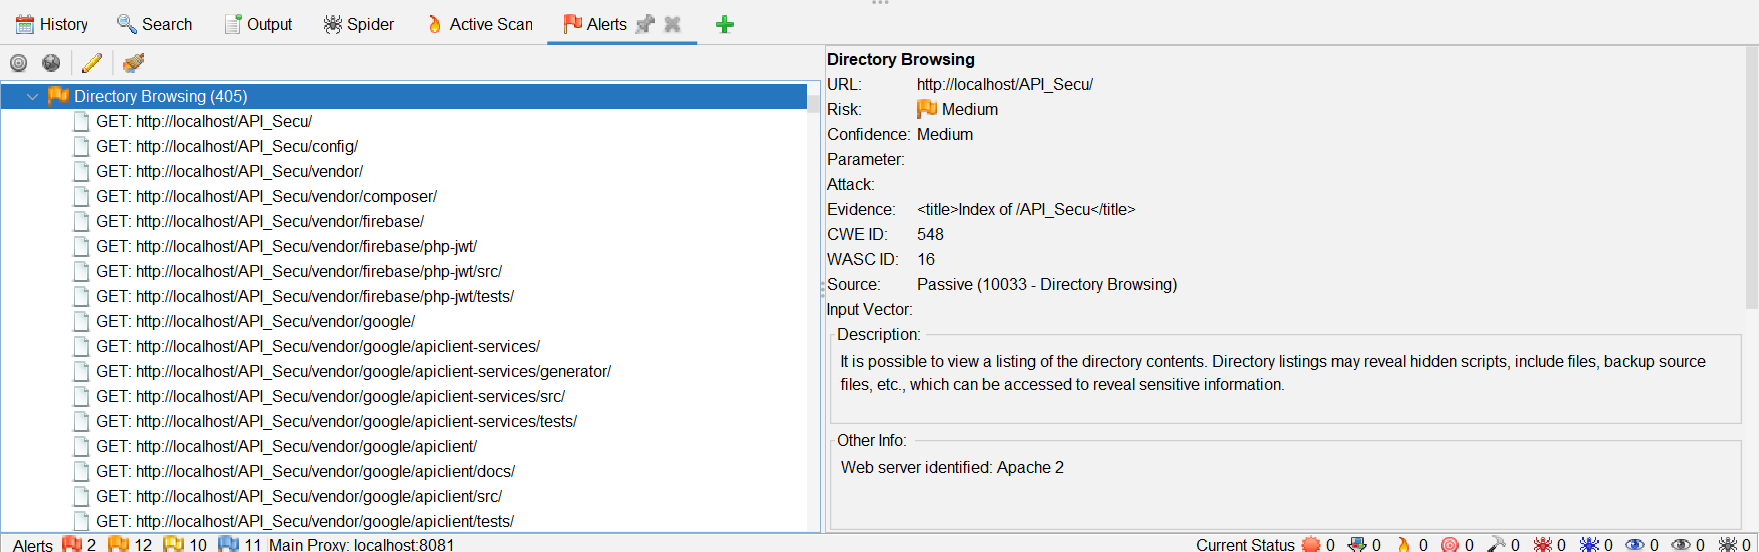 History Search Output Spider Active Scan Alerts
Directory Browsing (405)
GET: http://localhost/API_Secu/
GET: http://localhost/API_Secu/config/
GET: http://localhost/API_Secu/vendor/
GET: http://localhost/API_Secu/vendor/composer/
GET: http://localhost/API_Secu/vendor/firebase/
GET: http://localhost/API_Secu/vendor/firebase/php-jwt/
GET: http://localhost/API_Secu/vendor/firebase/php-jwt/src/
GET: http://localhost/API_Secu/vendor/firebase/php-jwt/tests/
GET: http://localhost/API_Secu/vendor/google/
GET: http://localhost/API_Secu/vendor/google/apiclient-services/
GET: http://localhost/API_Secu/vendor/google/apiclient-services/generator/
GET: http://localhost/API_Secu/vendor/google/apiclient-services/src/
GET: http://localhost/API_Secu/vendor/google/apiclient-services/tests/
GET: http://localhost/API_Secu/vendor/google/apiclient/
GET: http://localhost/API_Secu/vendor/google/apiclient/docs/
GET: http://localhost/API_Secu/vendor/google/apiclient/src/
GET: http://localhost/API_Secu/vendor/google/apiclient/tests/
Directory Browsing
URL: http://localhost/API_Secu/
Risk: Medium
Confidence: Medium
Parameter:
Attack:
Evidence: <title>Index of /API_Secu</title>
CWE ID: 548
WASC ID: 16
Source: Passive (10033 - Directory Browsing)
Input Vector:
Description:
It is possible to view a listing of the directory contents. Directory listings may reveal hidden scripts, include files, backup source
files, etc., which can be accessed to reveal sensitive information.
Other Info:
Web server identified: Apache 2
Alerts 2 12 10 11 Main Proxy: localhost:8081 Current Status 0 0 0 0 0 0 0 0 0 0